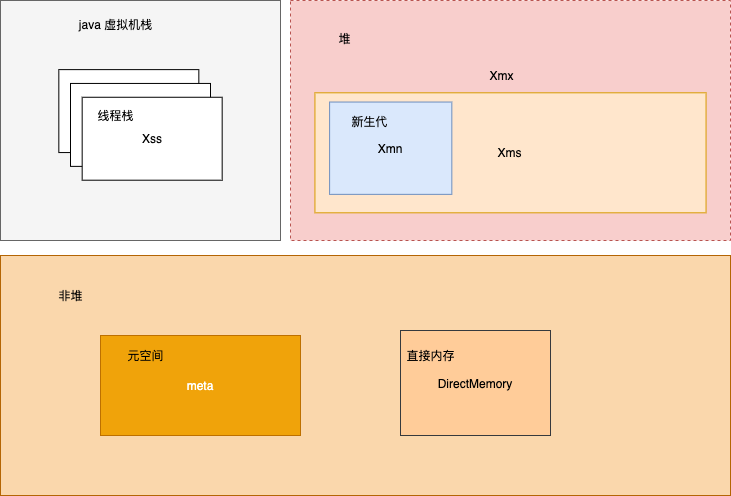 java 虚拟机栈
线程栈
Xss
堆
Xmx
新生代
Xmn
Xms
非堆
元空间
meta
直接内存
DirectMemory